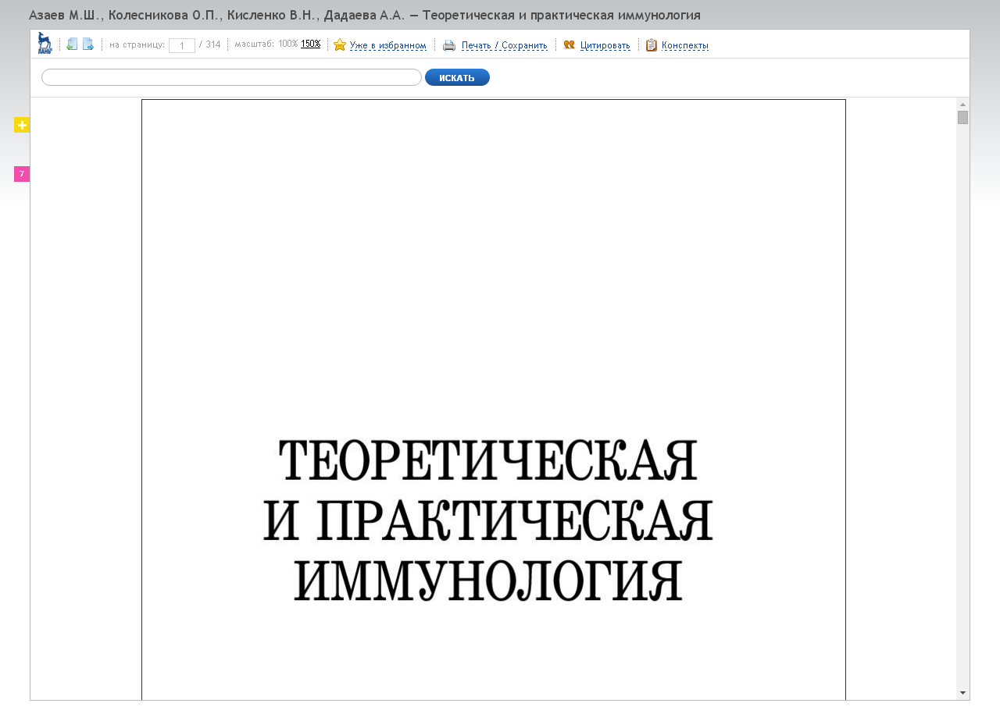 Азаев М.Ш., Колесникова О.П., Кисленко В.Н., Дадаева А.А. — Теоретическая и практическая иммунология
ЛАНЬ на страницу: 1 / 314 масштаб: 100% 150% Уже в избранном Печать / Сохранить Цитировать Конспекты
ИСКАТЬ
7
ТЕОРЕТИЧЕСКАЯ
И ПРАКТИЧЕСКАЯ
ИММУНОЛОГИЯ